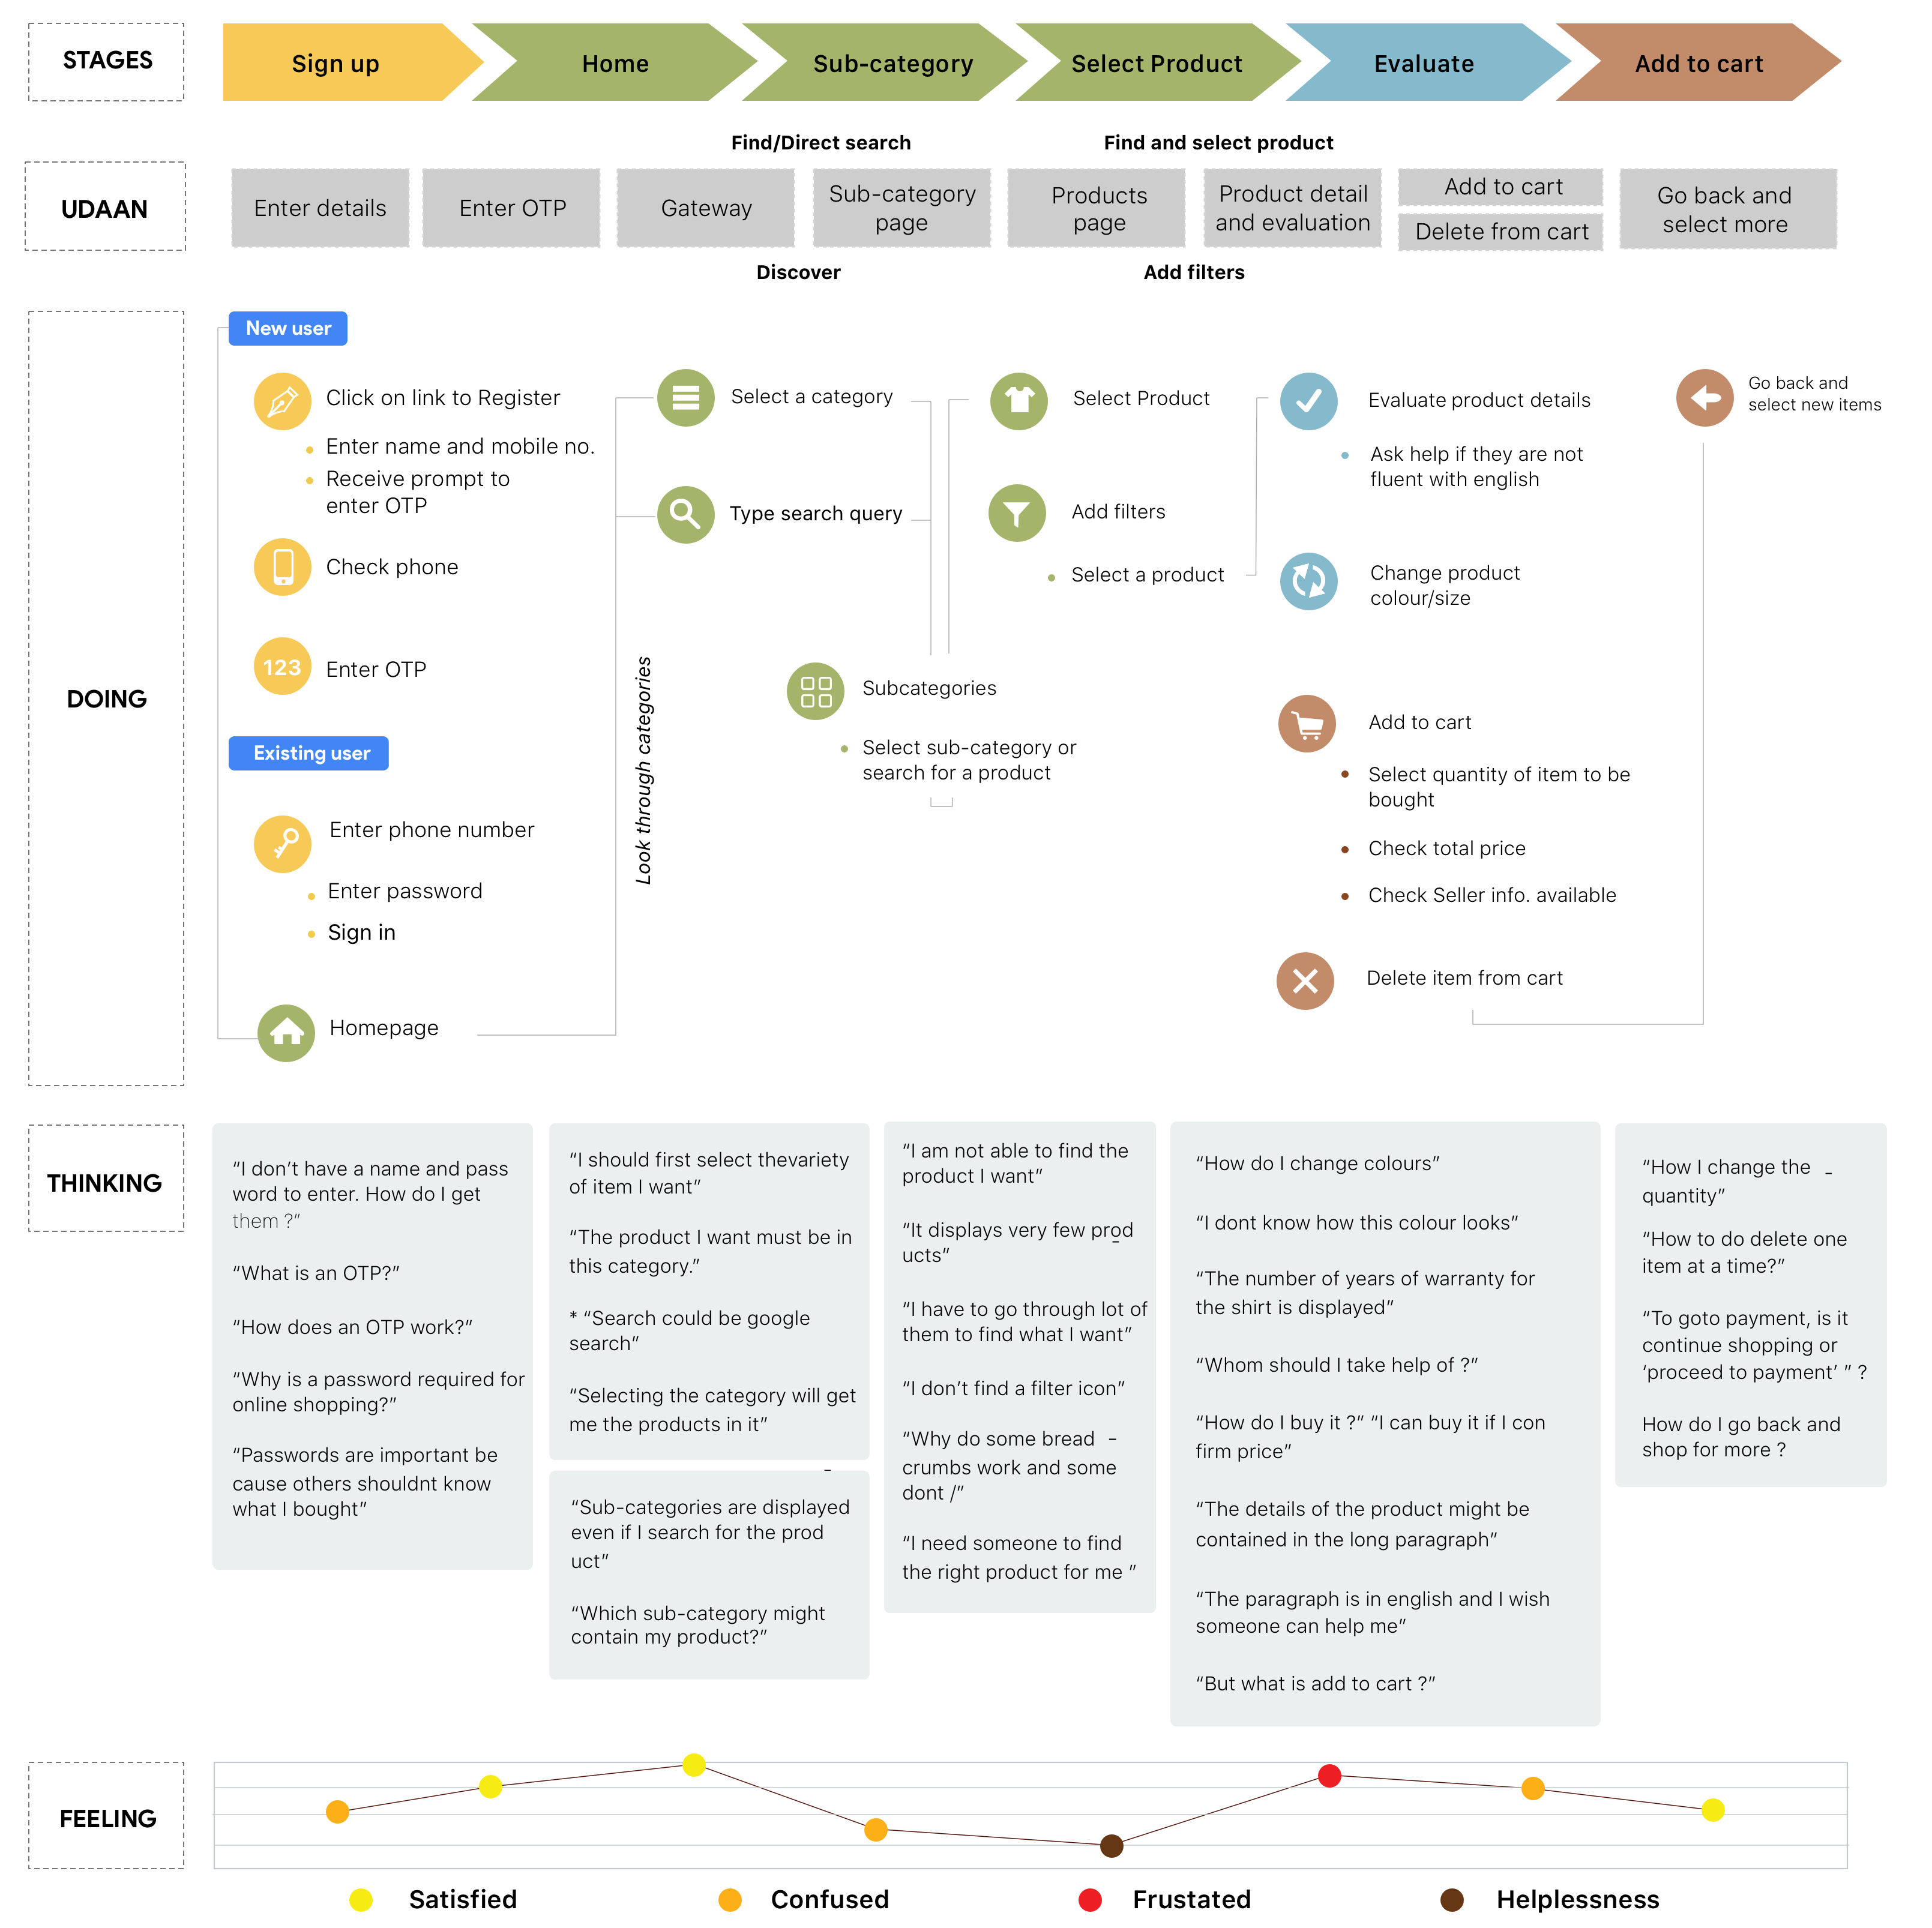 STAGES
Sign up
Home
Sub-category
Select Product
Evaluate
Add to cart
Find/Direct search
Find and select product
UDAAN
Enter details
Enter OTP
Gateway
Sub-category
page
Products
page
Product detail
and evaluation
Add to cart
Delete from cart
Go back and
select more
Discover
Add filters
DOING
New user
Click on link to Register
• Enter name and mobile no.
• Receive prompt to
enter OTP
Check phone
123
Enter OTP
Existing user
Enter phone number
• Enter password
• Sign in
Homepage
Look through categories
Select a category
Type search query
Subcategories
• Select sub-category or
search for a product
Select Product
Add filters
• Select a product
Evaluate product details
• Ask help if they are not
fluent with english
Change product
colour/size
Add to cart
• Select quantity of item to be
bought
• Check total price
• Check Seller info. available
Delete item from cart
Go back and
select new items
THINKING
“I don’t have a name and pass
word to enter. How do I get
them ?”
“What is an OTP?”
“How does an OTP work?”
“Why is a password required for
online shopping?”
“Passwords are important be
cause others shouldnt know
what I bought”
“I should first select thevariety
of item I want”
“The product I want must be in
this category.”
* “Search could be google
search”
“Selecting the category will get
me the products in it”
-
“Sub-categories are displayed
even if I search for the prod
uct”
“Which sub-category might
contain my product?”
“I am not able to find the
product I want”
“It displays very few prod
-
ucts”
“I have to go through lot of
them to find what I want”
“I don’t find a filter icon”
“Why do some bread -
crumbs work and some
dont /”
“I need someone to find
the right product for me ”
“How do I change colours”
“I dont know how this colour looks”
“The number of years of warranty for
the shirt is displayed”
“Whom should I take help of ?”
“How do I buy it ?” “I can buy it if I con
firm price”
“The details of the product might be
contained in the long paragraph”
“The paragraph is in english and I wish
someone can help me”
“But what is add to cart ?”
“How I change the -
quantity”
“How to do delete one
item at a time?”
“To goto payment, is it
continue shopping or
‘proceed to payment’ ” ?
How do I go back and
shop for more ?
FEELING
Satisfied
Confused
Frustated
Helplessness